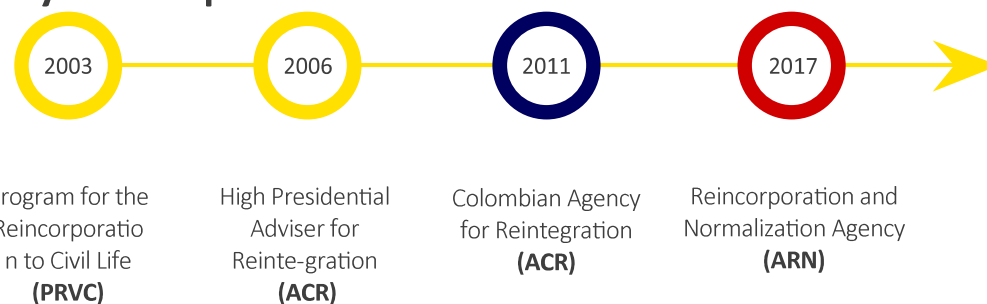 2003
2006
2011
2017
rogram for the
Reincorporatio
n to Civil Life
(PRVC)
High Presidential
Adviser for
Reinte-gration
(ACR)
Colombian Agency
for Reintegration
(ACR)
Reincorporation and
Normalization Agency
(ARN)